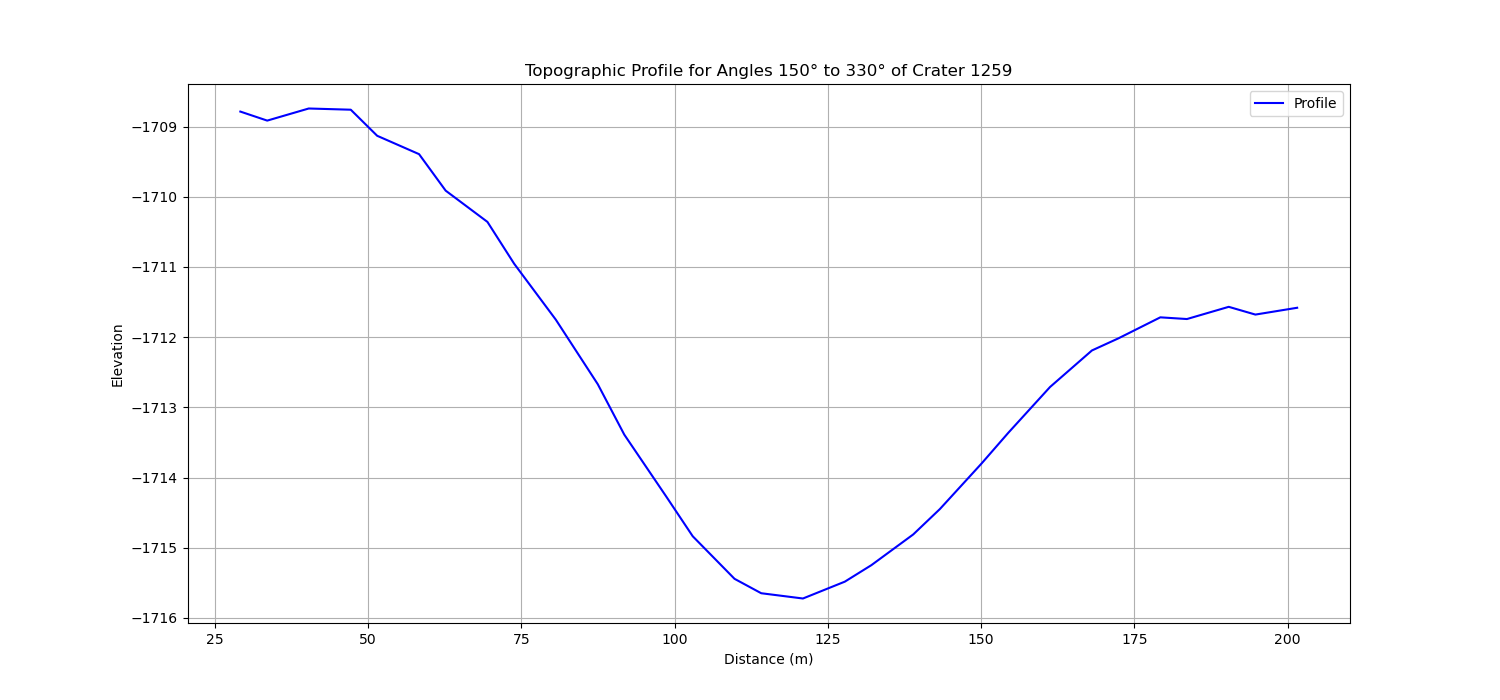 Topographic Profile for Angles 150° to 330° of Crater 1259
Profile
−1709
−1710
−1711
−1712
−1713
−1714
−1715
−1716
Elevation
25 50 75 100 125 150 175 200
Distance (m)